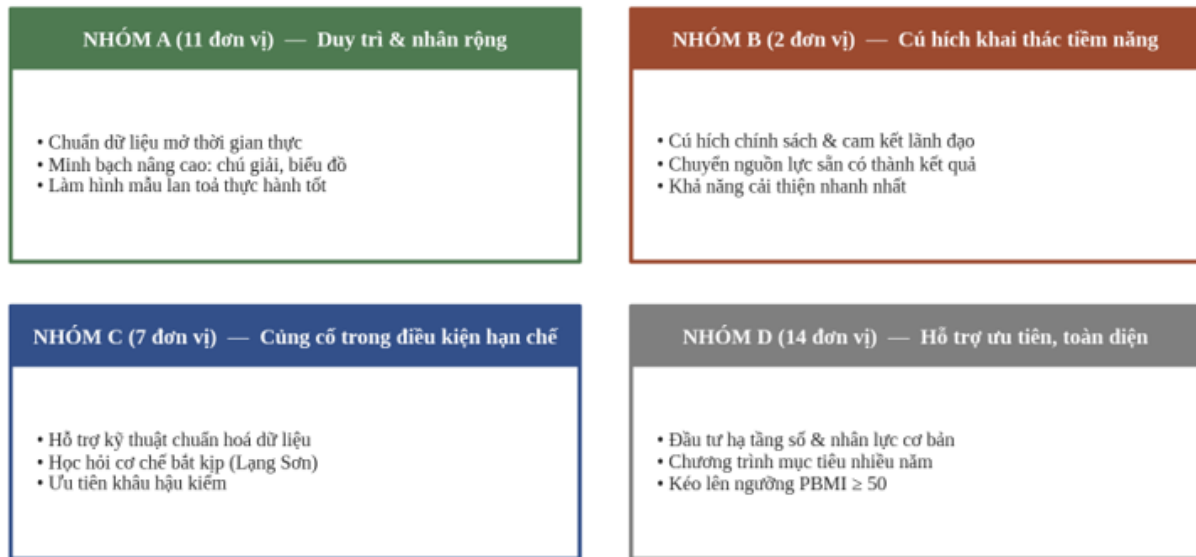 NHÓM A (11 đơn vị) — Duy trì & nhân rộng
• Chuẩn dữ liệu mở thời gian thực
• Minh bạch nâng cao: chú giải, biểu đồ
• Làm hình mẫu lan toả thực hành tốt
NHÓM B (2 đơn vị) — Cú hích khai thác tiềm năng
• Cú hích chính sách & cam kết lãnh đạo
• Chuyển nguồn lực sẵn có thành kết quả
• Khả năng cải thiện nhanh nhất
NHÓM C (7 đơn vị) — Củng cố trong điều kiện hạn chế
• Hỗ trợ kỹ thuật chuẩn hoá dữ liệu
• Học hỏi cơ chế bắt kịp (Lạng Sơn)
• Ưu tiên khâu hậu kiểm
NHÓM D (14 đơn vị) — Hỗ trợ ưu tiên, toàn diện
• Đầu tư hạ tầng số & nhân lực cơ bản
• Chương trình mục tiêu nhiều năm
• Kéo lên ngưỡng PBMI ≥ 50